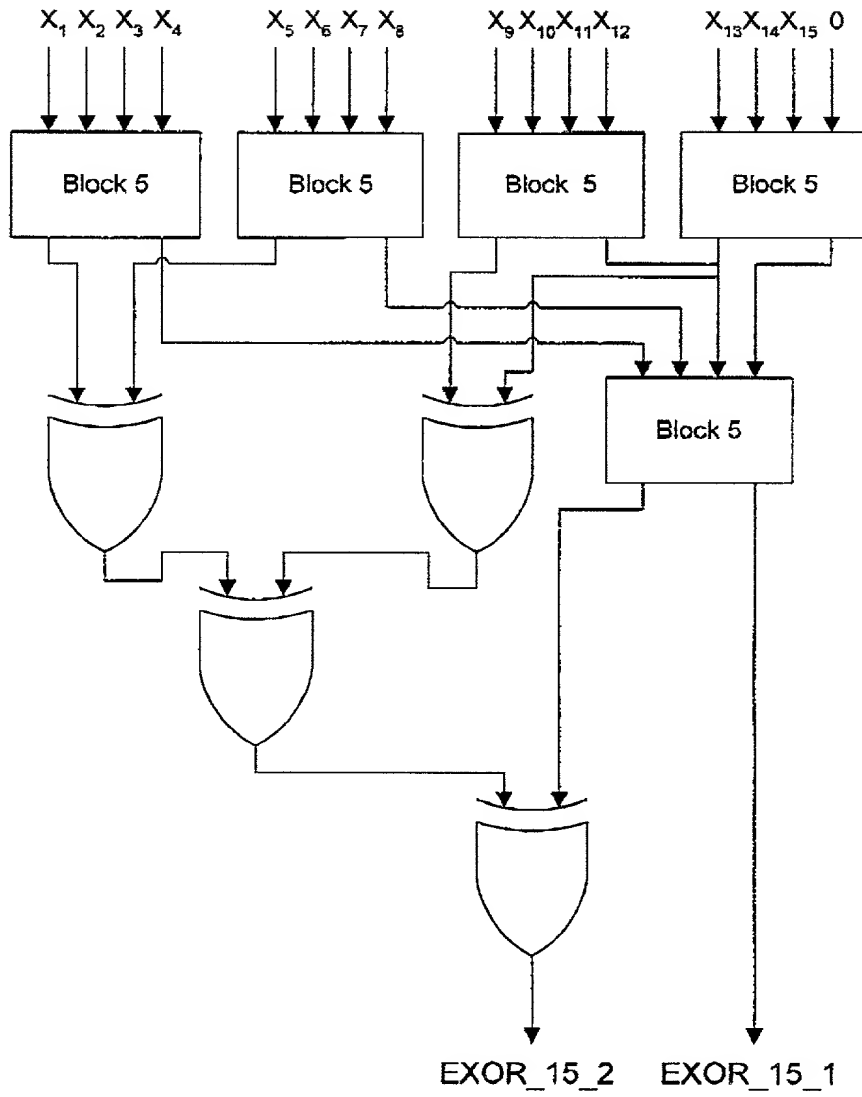 X₁ X₂ X₃ X₄ X₅ X₆ X₇ X₈ X₉ X₁₀ X₁₁ X₁₂ X₁₃ X₁₄ X₁₅ 0
Block 5 Block 5 Block 5 Block 5
Block 5
EXOR_15_2 EXOR_15_1